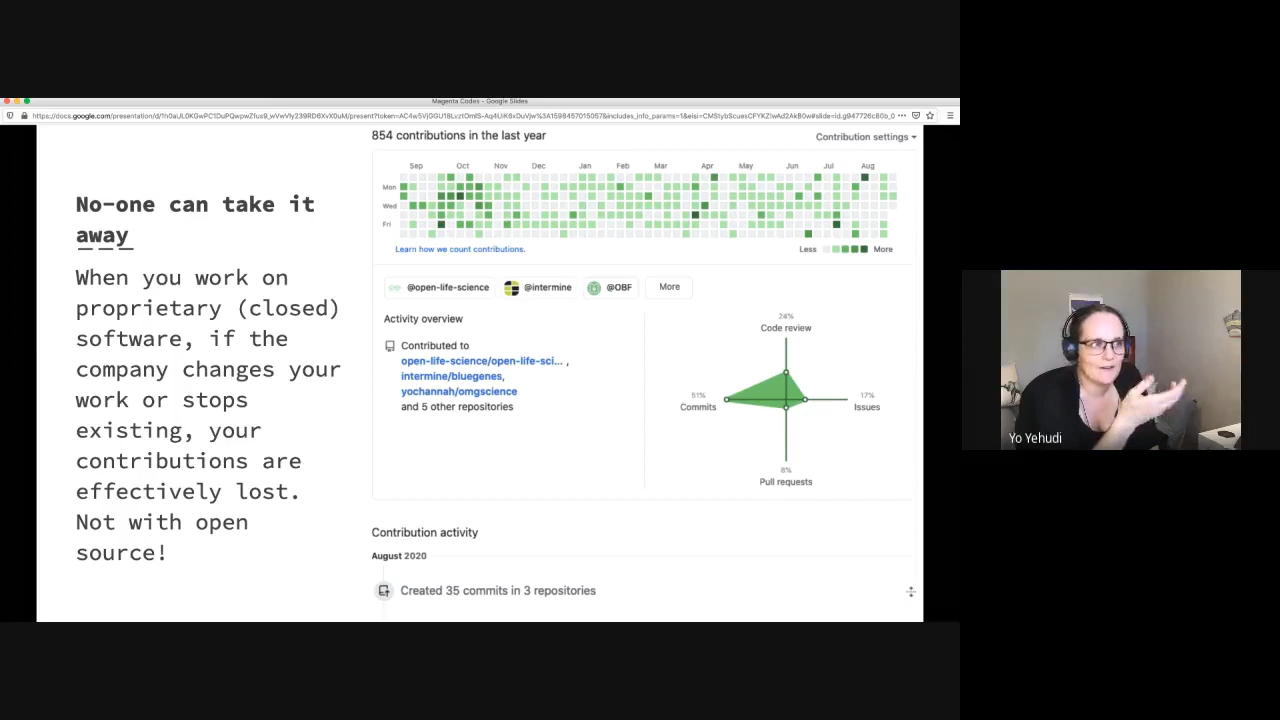 Magenta Codes - Google Slides
No-one can take it
away
When you work on
proprietary (closed)
software, if the
company changes your
work or stops
existing, your
contributions are
effectively lost.
Not with open
source!
854 contributions in the last year
Contribution settings
Sep Oct Nov Dec Jan Feb Mar Apr May Jun Jul Aug
Mon
Wed
Fri
Learn how we count contributions.
Less More
@open-life-science @intermine @OBF More
Activity overview
Contributed to
open-life-science/open-life-sci... ,
intermine/bluegenes,
yochannah/omgscience
and 5 other repositories
24%
Code review
51%
Commits
17%
Issues
8%
Pull requests
Contribution activity
August 2020
Created 35 commits in 3 repositories
Yo Yehudi